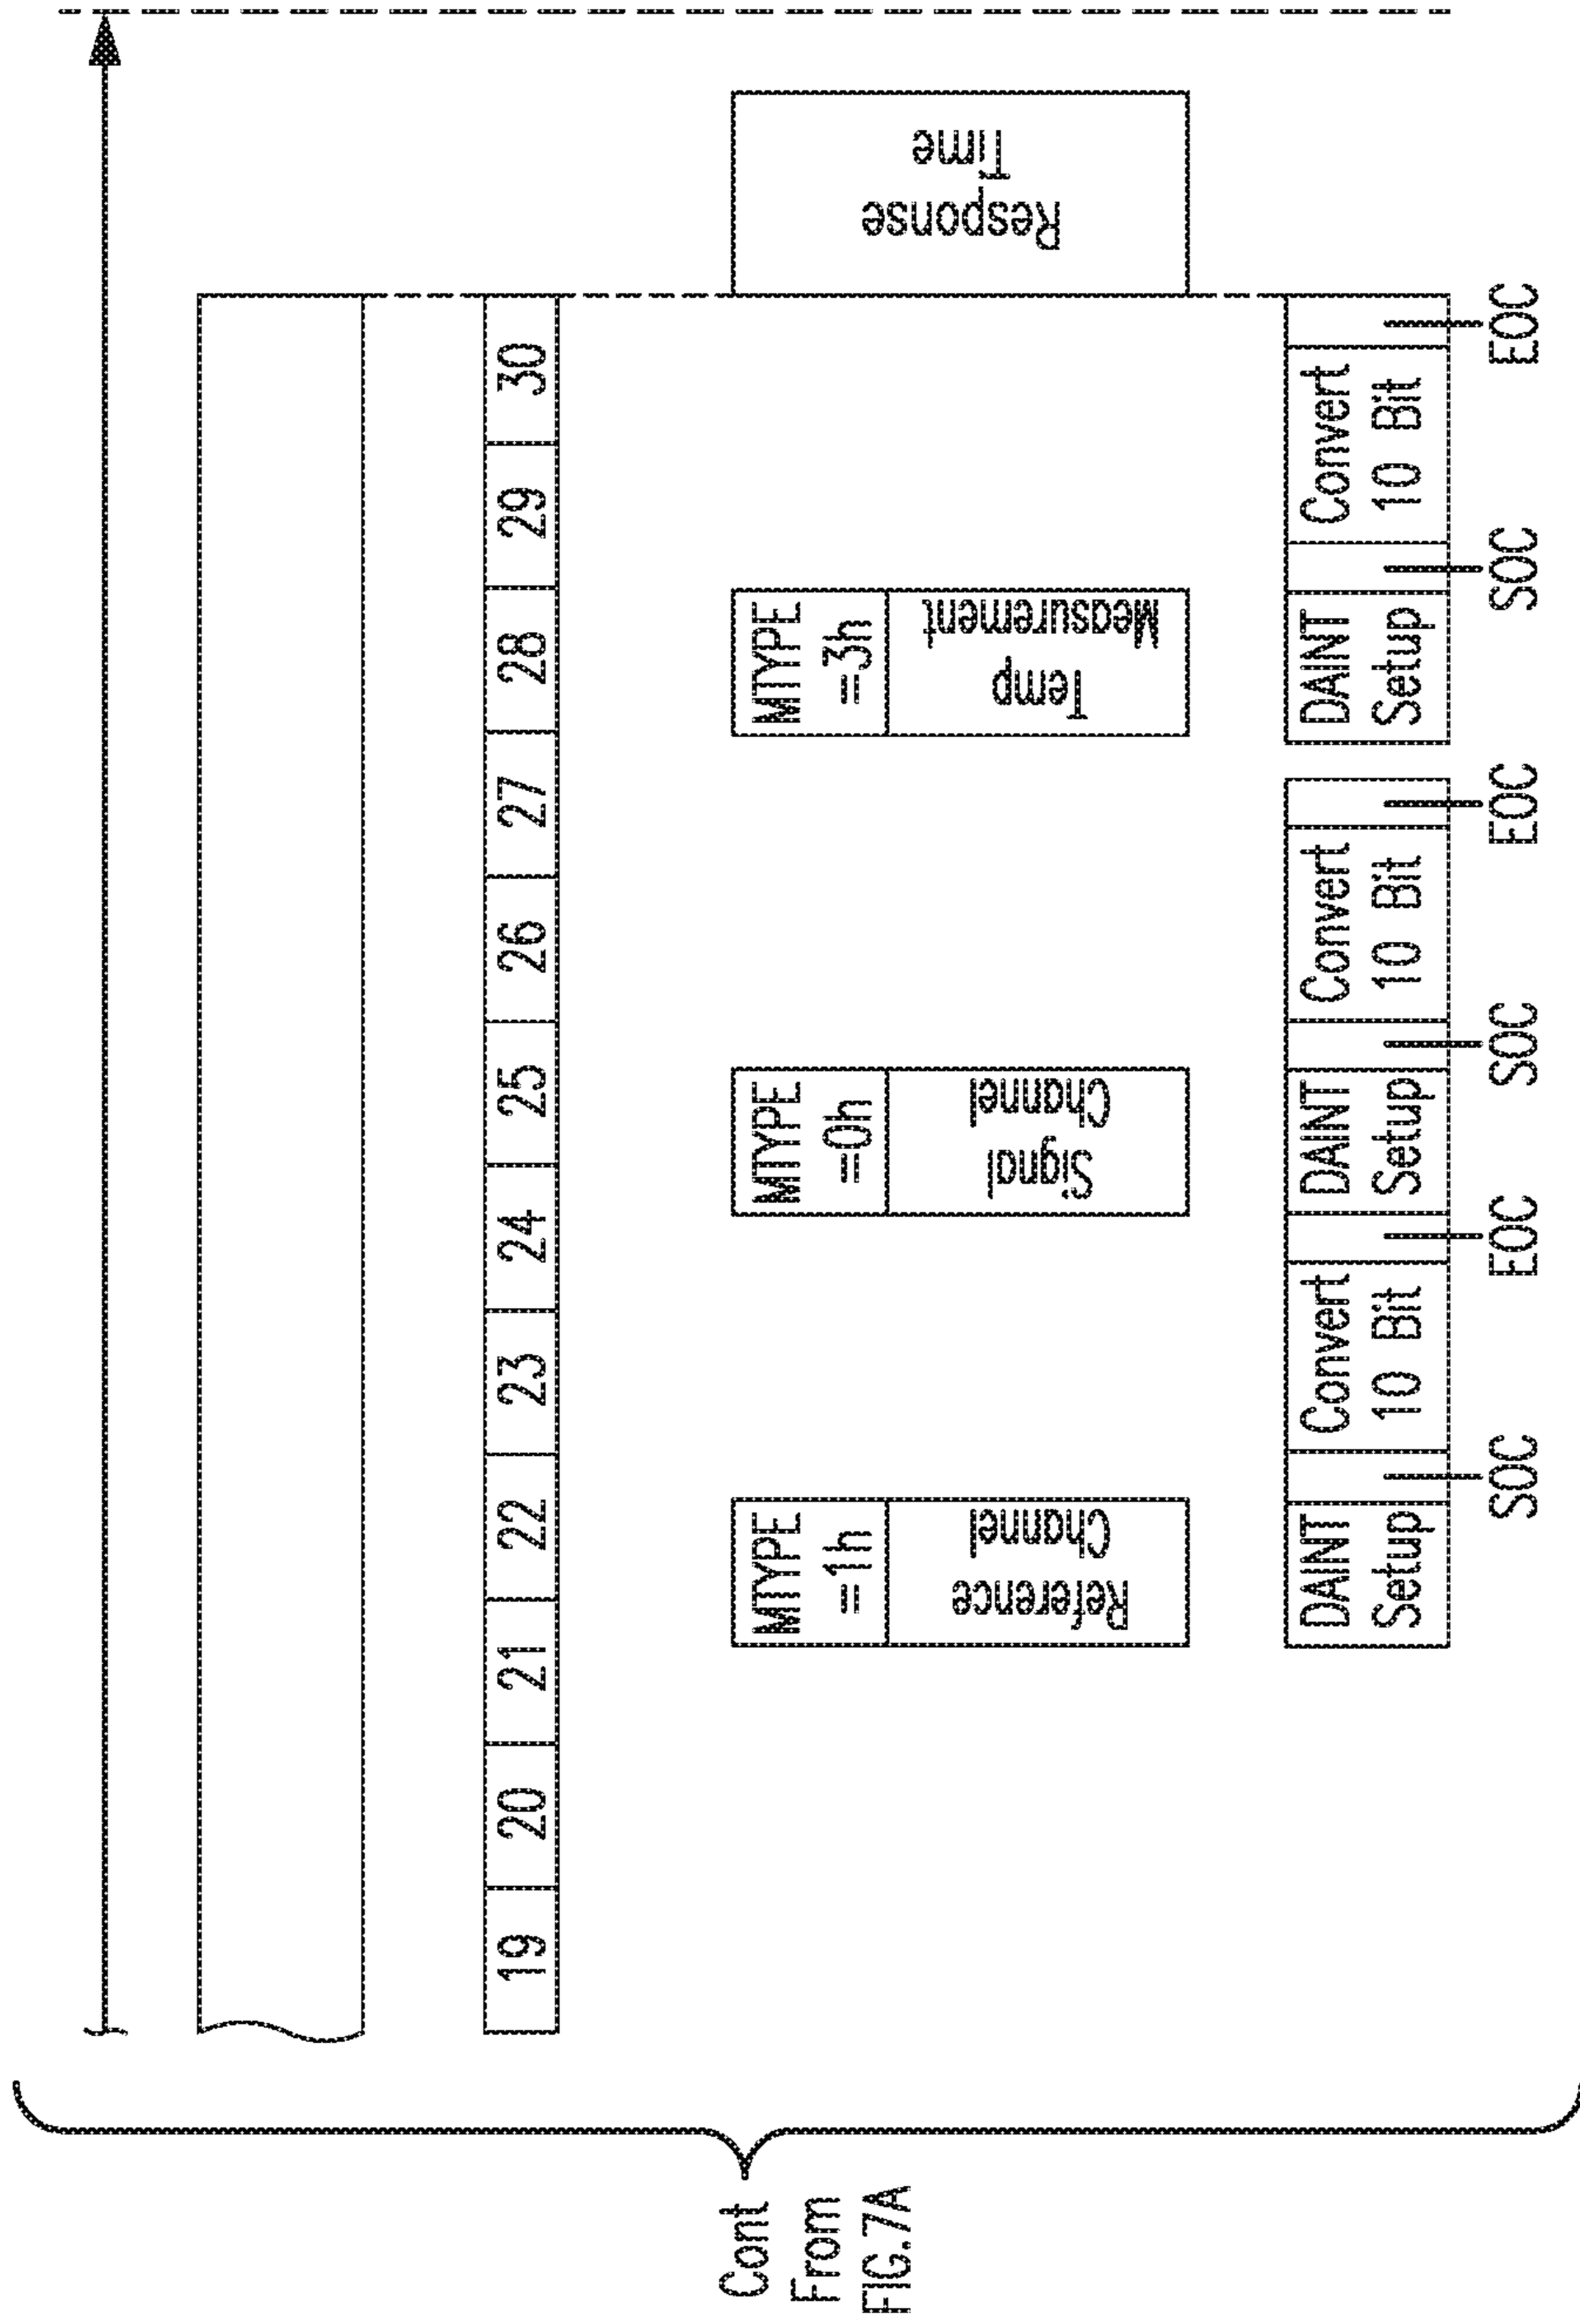 Cont
From
FIG.7A
19 20 21 22 23 24 25 26 27 28 29 30
MTYPE
=1h
Reference
Channel
MTYPE
=0h
Signal
Channel
MTYPE
=3h
Temp
Measurement
Response
Time
DAINT
Setup
SOC
Convert
10 Bit
EOC
DAINT
Setup
SOC
Convert
10 Bit
EOC
DAINT
Setup
SOC
Convert
10 Bit
EOC